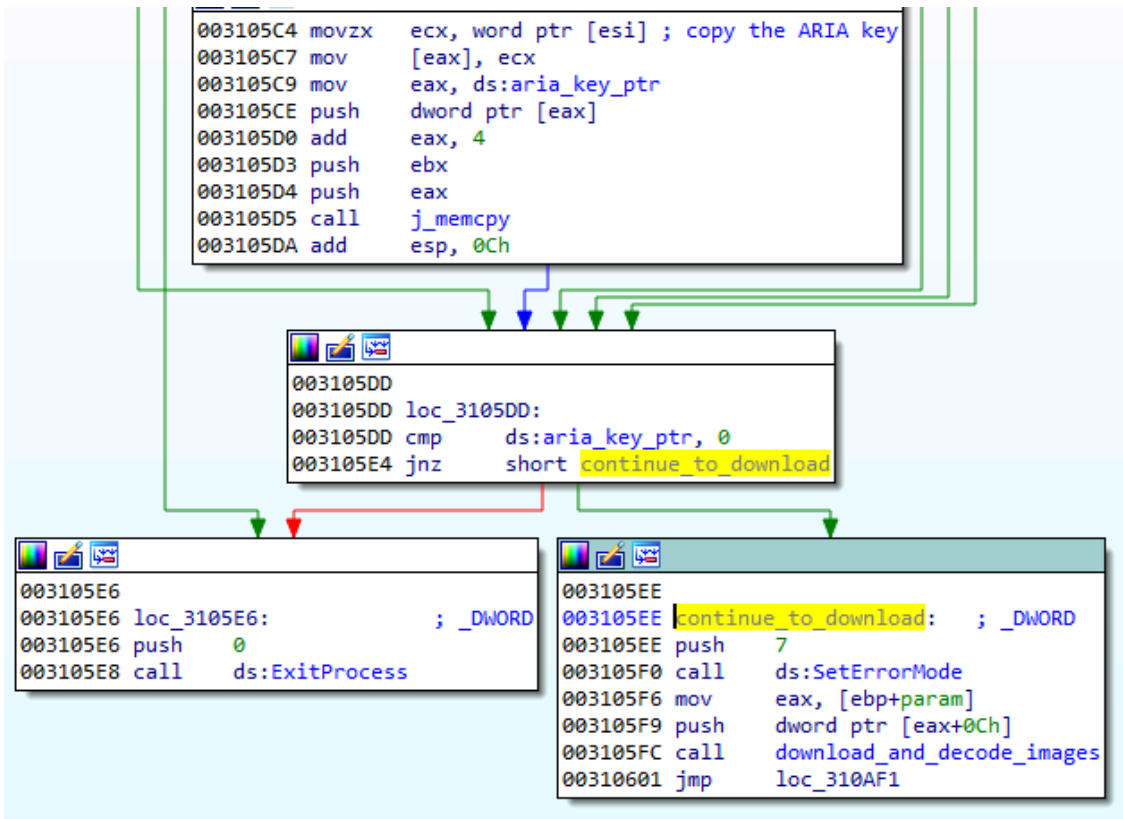 003105C4 movzx ecx, word ptr [esi] ; copy the ARIA key
003105C7 mov [eax], ecx
003105C9 mov eax, ds:aria_key_ptr
003105CE push dword ptr [eax]
003105D0 add eax, 4
003105D3 push ebx
003105D4 push eax
003105D5 call j_memcpy
003105DA add esp, 0Ch
003105DD
003105DD loc_3105DD:
003105DD cmp ds:aria_key_ptr, 0
003105E4 jnz short continue_to_download
003105E6
003105E6 loc_3105E6: ; _DWORD
003105E6 push 0
003105E8 call ds:ExitProcess
003105EE
003105EE continue_to_download: ; _DWORD
003105EE push 7
003105F0 call ds:SetErrorMode
003105F6 mov eax, [ebp+param]
003105F9 push dword ptr [eax+0Ch]
003105FC call download_and_decode_images
00310601 jmp loc_310AF1